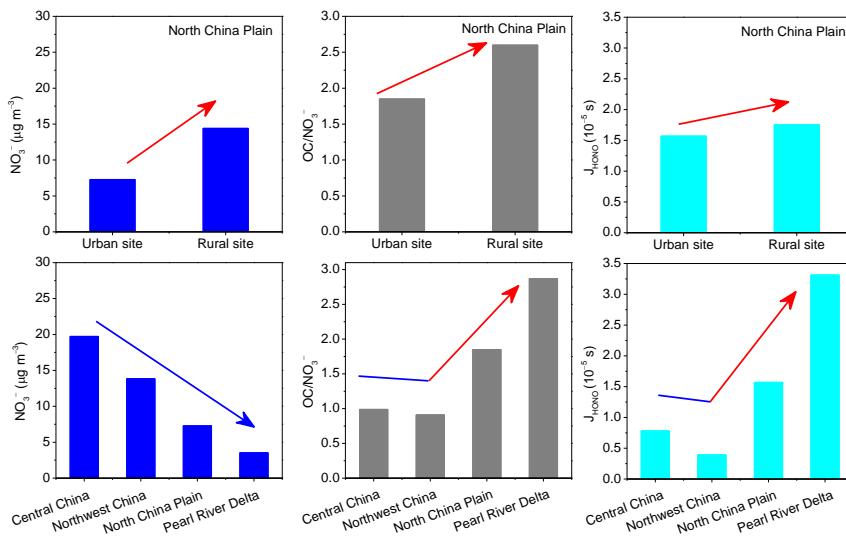 North China Plain
NO₃⁻ (μg m⁻³)
30
25
20
15
10
5
0
Urban site Rural site
North China Plain
OC/NO₃⁻
3.0
2.5
2.0
1.5
1.0
0.5
0.0
Urban site Rural site
North China Plain
J_HONO (10⁻⁵ s)
3.5
3.0
2.5
2.0
1.5
1.0
0.5
0.0
Urban site Rural site
NO₃⁻ (μg m⁻³)
30
25
20
15
10
5
0
Central China
Northwest China
North China Plain
Pearl River Delta
OC/NO₃⁻
3.0
2.5
2.0
1.5
1.0
0.5
0.0
Central China
Northwest China
North China Plain
Pearl River Delta
J_HONO (10⁻⁵ s)
3.5
3.0
2.5
2.0
1.5
1.0
0.5
0.0
Central China
Northwest China
North China Plain
Pearl River Delta